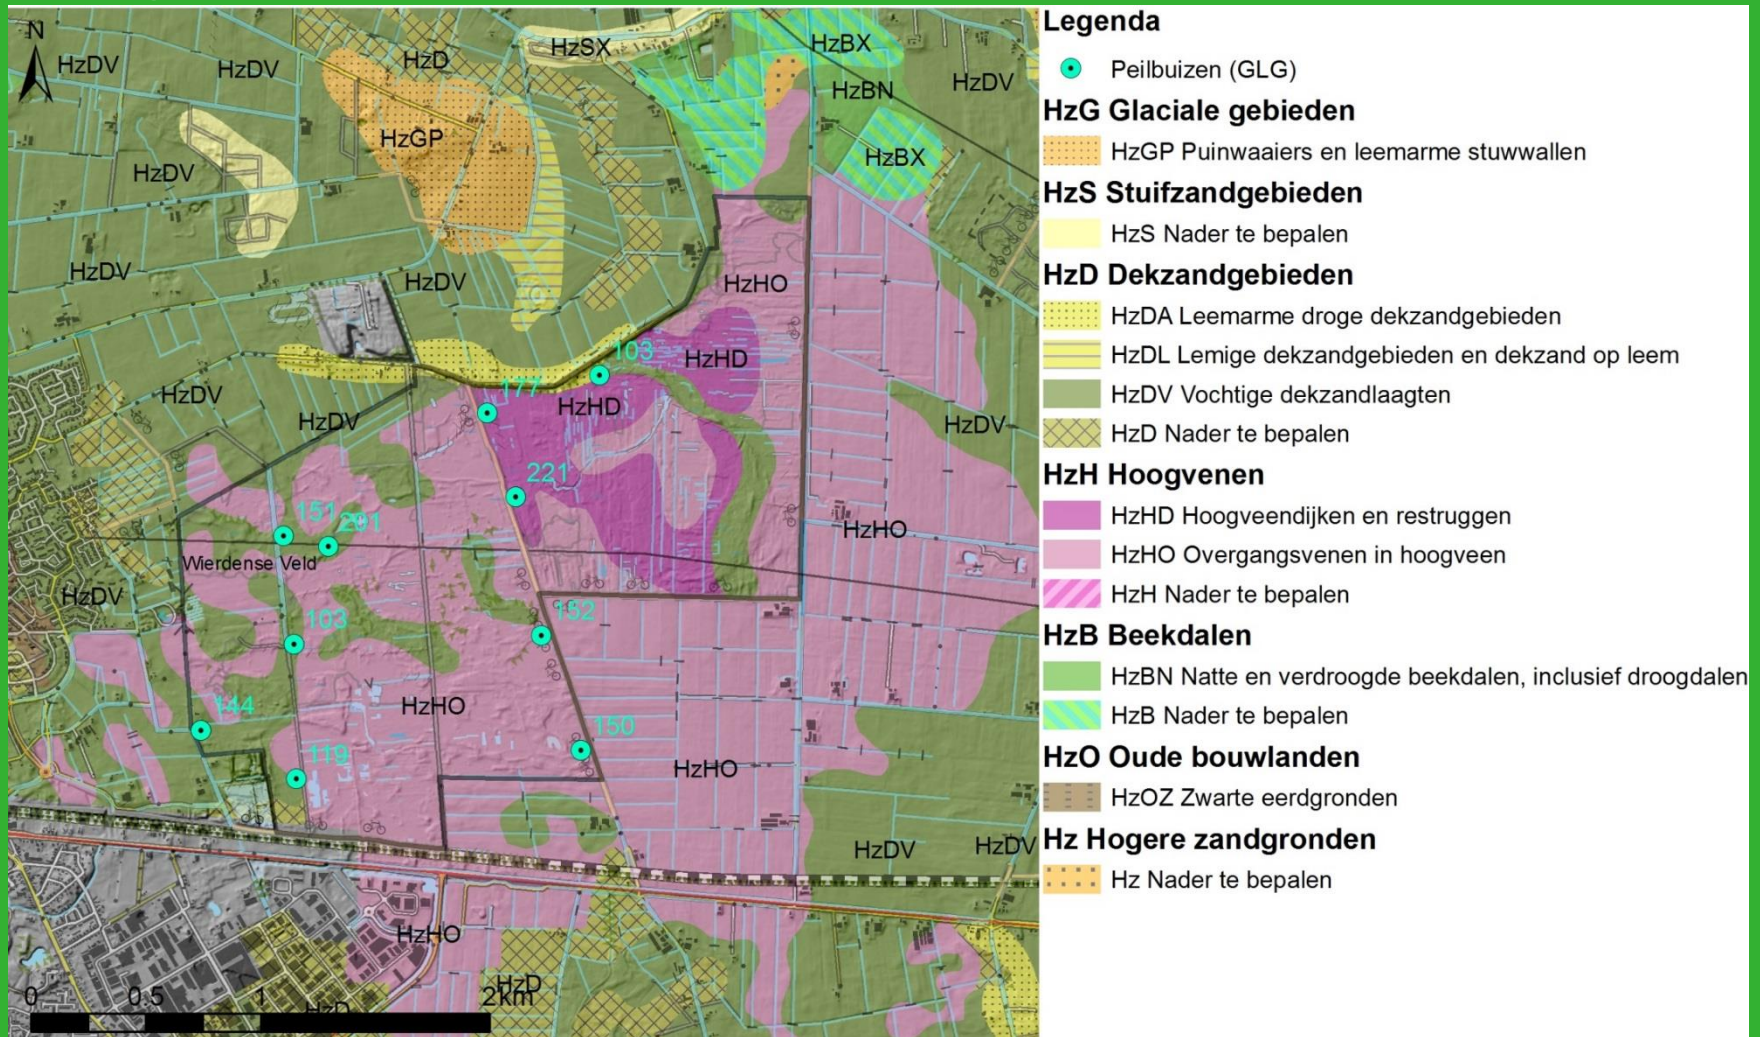 N
HzDV
HzDV
HzD
HzSX
HzBX
HzBN
HzDV
HzGP
HzBX
HzDV
HzDV
HzDV
HzHO
103
HzHD
177
HzHD
HzDV
HzDV
HzDV
221
151
201
HzHO
Wierdense Veld
HzDV
103
152
HzHO
144
150
119
HzHO
HzDV
HzDV
HzHO
HzD
HzD
0
0.5
1
2km
Legenda
Peilbuizen (GLG)
HzG Glaciale gebieden
HzGP Puinwaaiers en leemarme stuwwallen
HzS Stuifzandgebieden
HzS Nader te bepalen
HzD Dekzandgebieden
HzDA Leemarme droge dekzandgebieden
HzDL Lemige dekzandgebieden en dekzand op leem
HzDV Vochtige dekzandlaagten
HzD Nader te bepalen
HzH Hoogvenen
HzHD Hoogveendijken en restruggen
HzHO Overgangsvenen in hoogveen
HzH Nader te bepalen
HzB Beekdalen
HzBN Natte en verdroogde beekdalen, inclusief droogdalen
HzB Nader te bepalen
HzO Oude bouwlanden
HzOZ Zwarte eerdgronden
Hz Hogere zandgronden
Hz Nader te bepalen